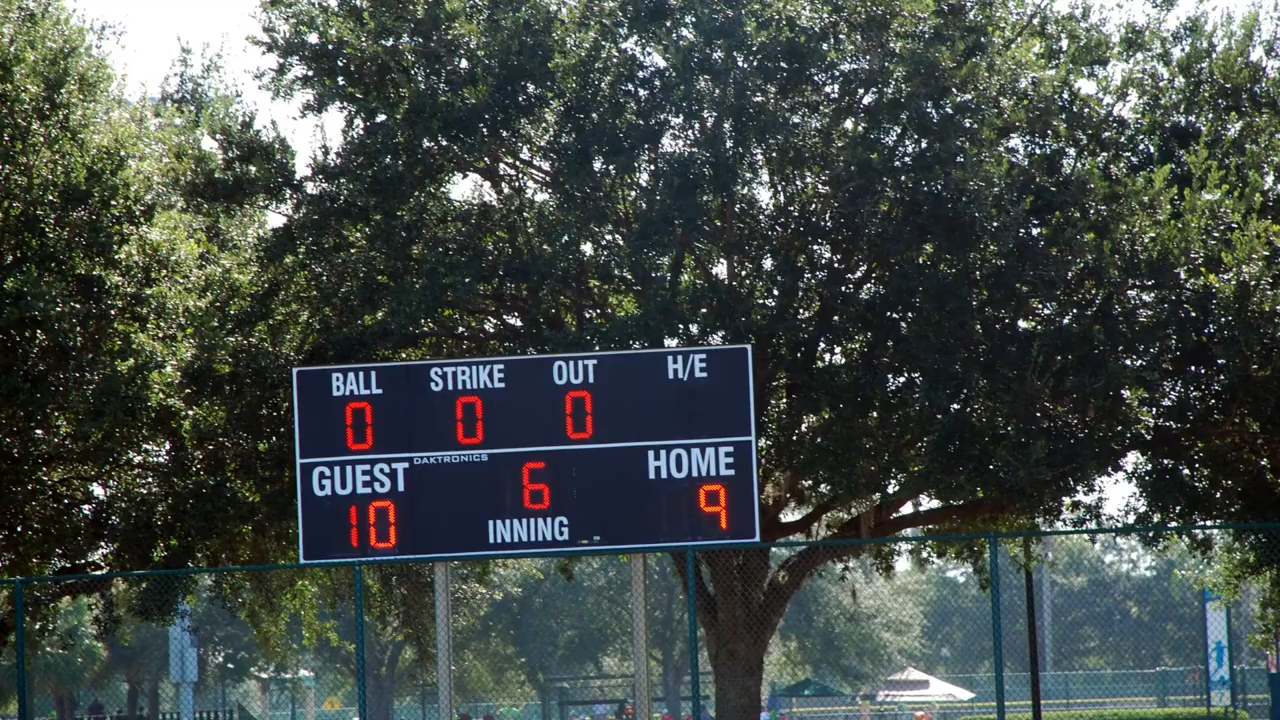 BALL STRIKE OUT H/E
0 0 0
GUEST DAKTRONICS HOME
10 6 9
INNING